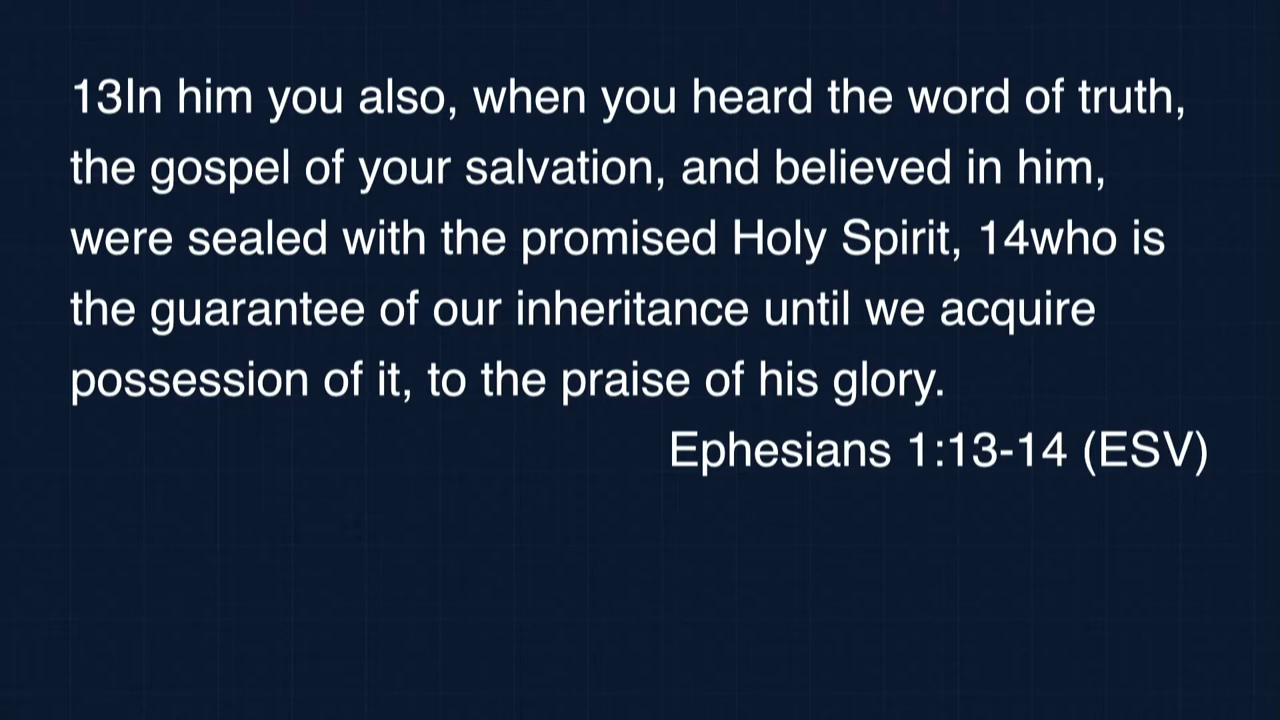 13In him you also, when you heard the word of truth,
the gospel of your salvation, and believed in him,
were sealed with the promised Holy Spirit, 14who is
the guarantee of our inheritance until we acquire
possession of it, to the praise of his glory.
Ephesians 1:13-14 (ESV)